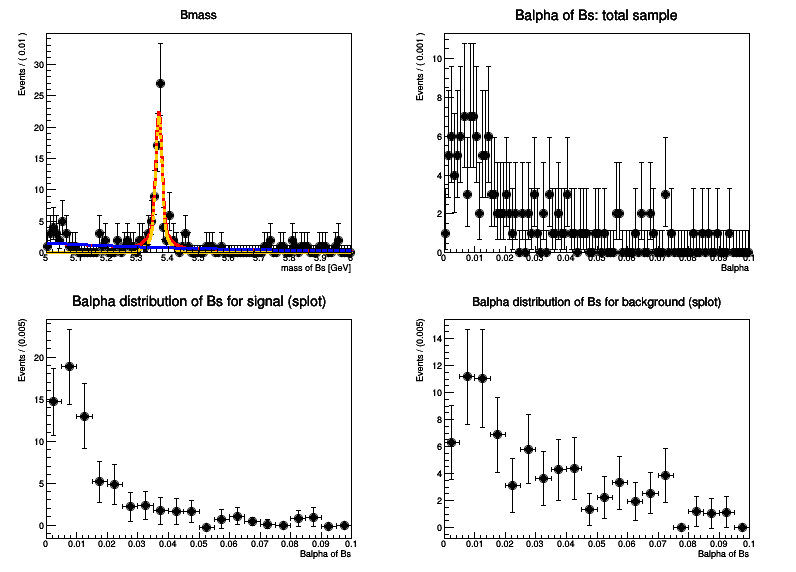 Bmass
Events / ( 0.01 )
35
30
25
20
15
10
5
0
5 5.1 5.2 5.3 5.4 5.5 5.6 5.7 5.8 5.9 6
mass of Bs [GeV]
Balpha of Bs: total sample
Events / ( 0.001 )
10
8
6
4
2
0
0 0.01 0.02 0.03 0.04 0.05 0.06 0.07 0.08 0.09 0.1
Balpha
Balpha distribution of Bs for signal (splot)
Events / (0.005)
20
15
10
5
0
0 0.01 0.02 0.03 0.04 0.05 0.06 0.07 0.08 0.09 0.1
Balpha of Bs
Balpha distribution of Bs for background (splot)
Events / (0.005)
14
12
10
8
6
4
2
0
0 0.01 0.02 0.03 0.04 0.05 0.06 0.07 0.08 0.09 0.1
Balpha of Bs